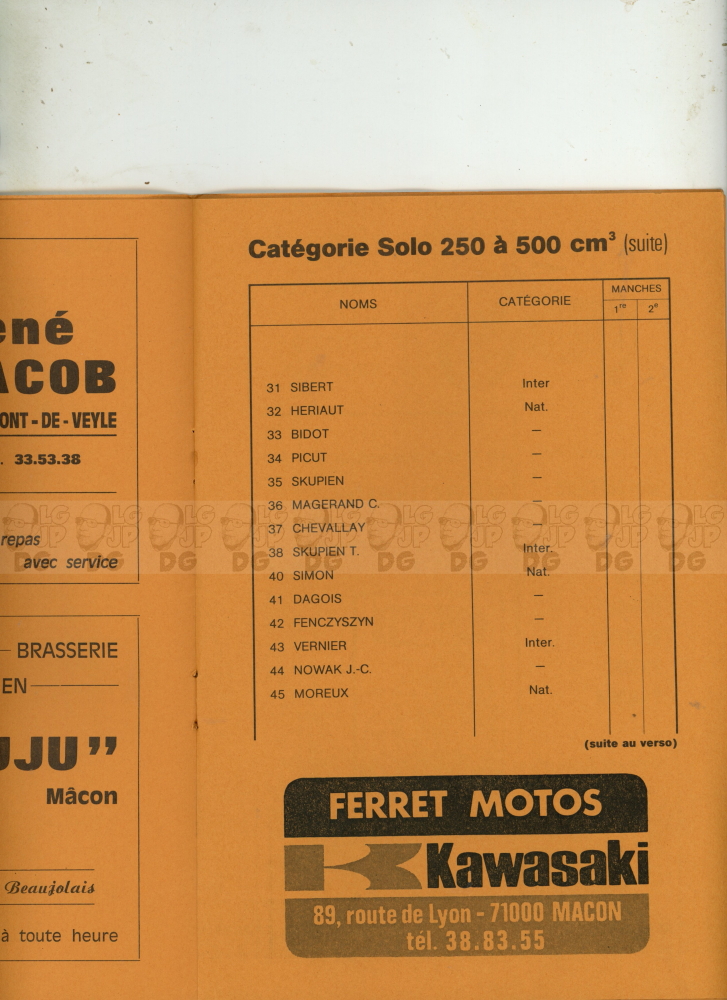 ené
ACOB
ONT - DE - VEYLE
. 33.53.38
repas
avec service
BRASSERIE
EN
UJU”
Mâcon
Beaujolais
à toute heure
Catégorie Solo 250 à 500 cm³ (suite)
NOMS CATÉGORIE MANCHES
1re 2e
31 SIBERT Inter
32 HERIAUT Nat.
33 BIDOT —
34 PICUT —
35 SKUPIEN —
36 MAGERAND C. —
37 CHEVALLAY —
38 SKUPIEN T. Inter.
40 SIMON Nat.
41 DAGOIS —
42 FENCZYSZYN —
43 VERNIER Inter.
44 NOWAK J.-C. —
45 MOREUX Nat.
(suite au verso)
FERRET MOTOS
Kawasaki
89, route de Lyon - 71000 MACON
tél. 38.83.55